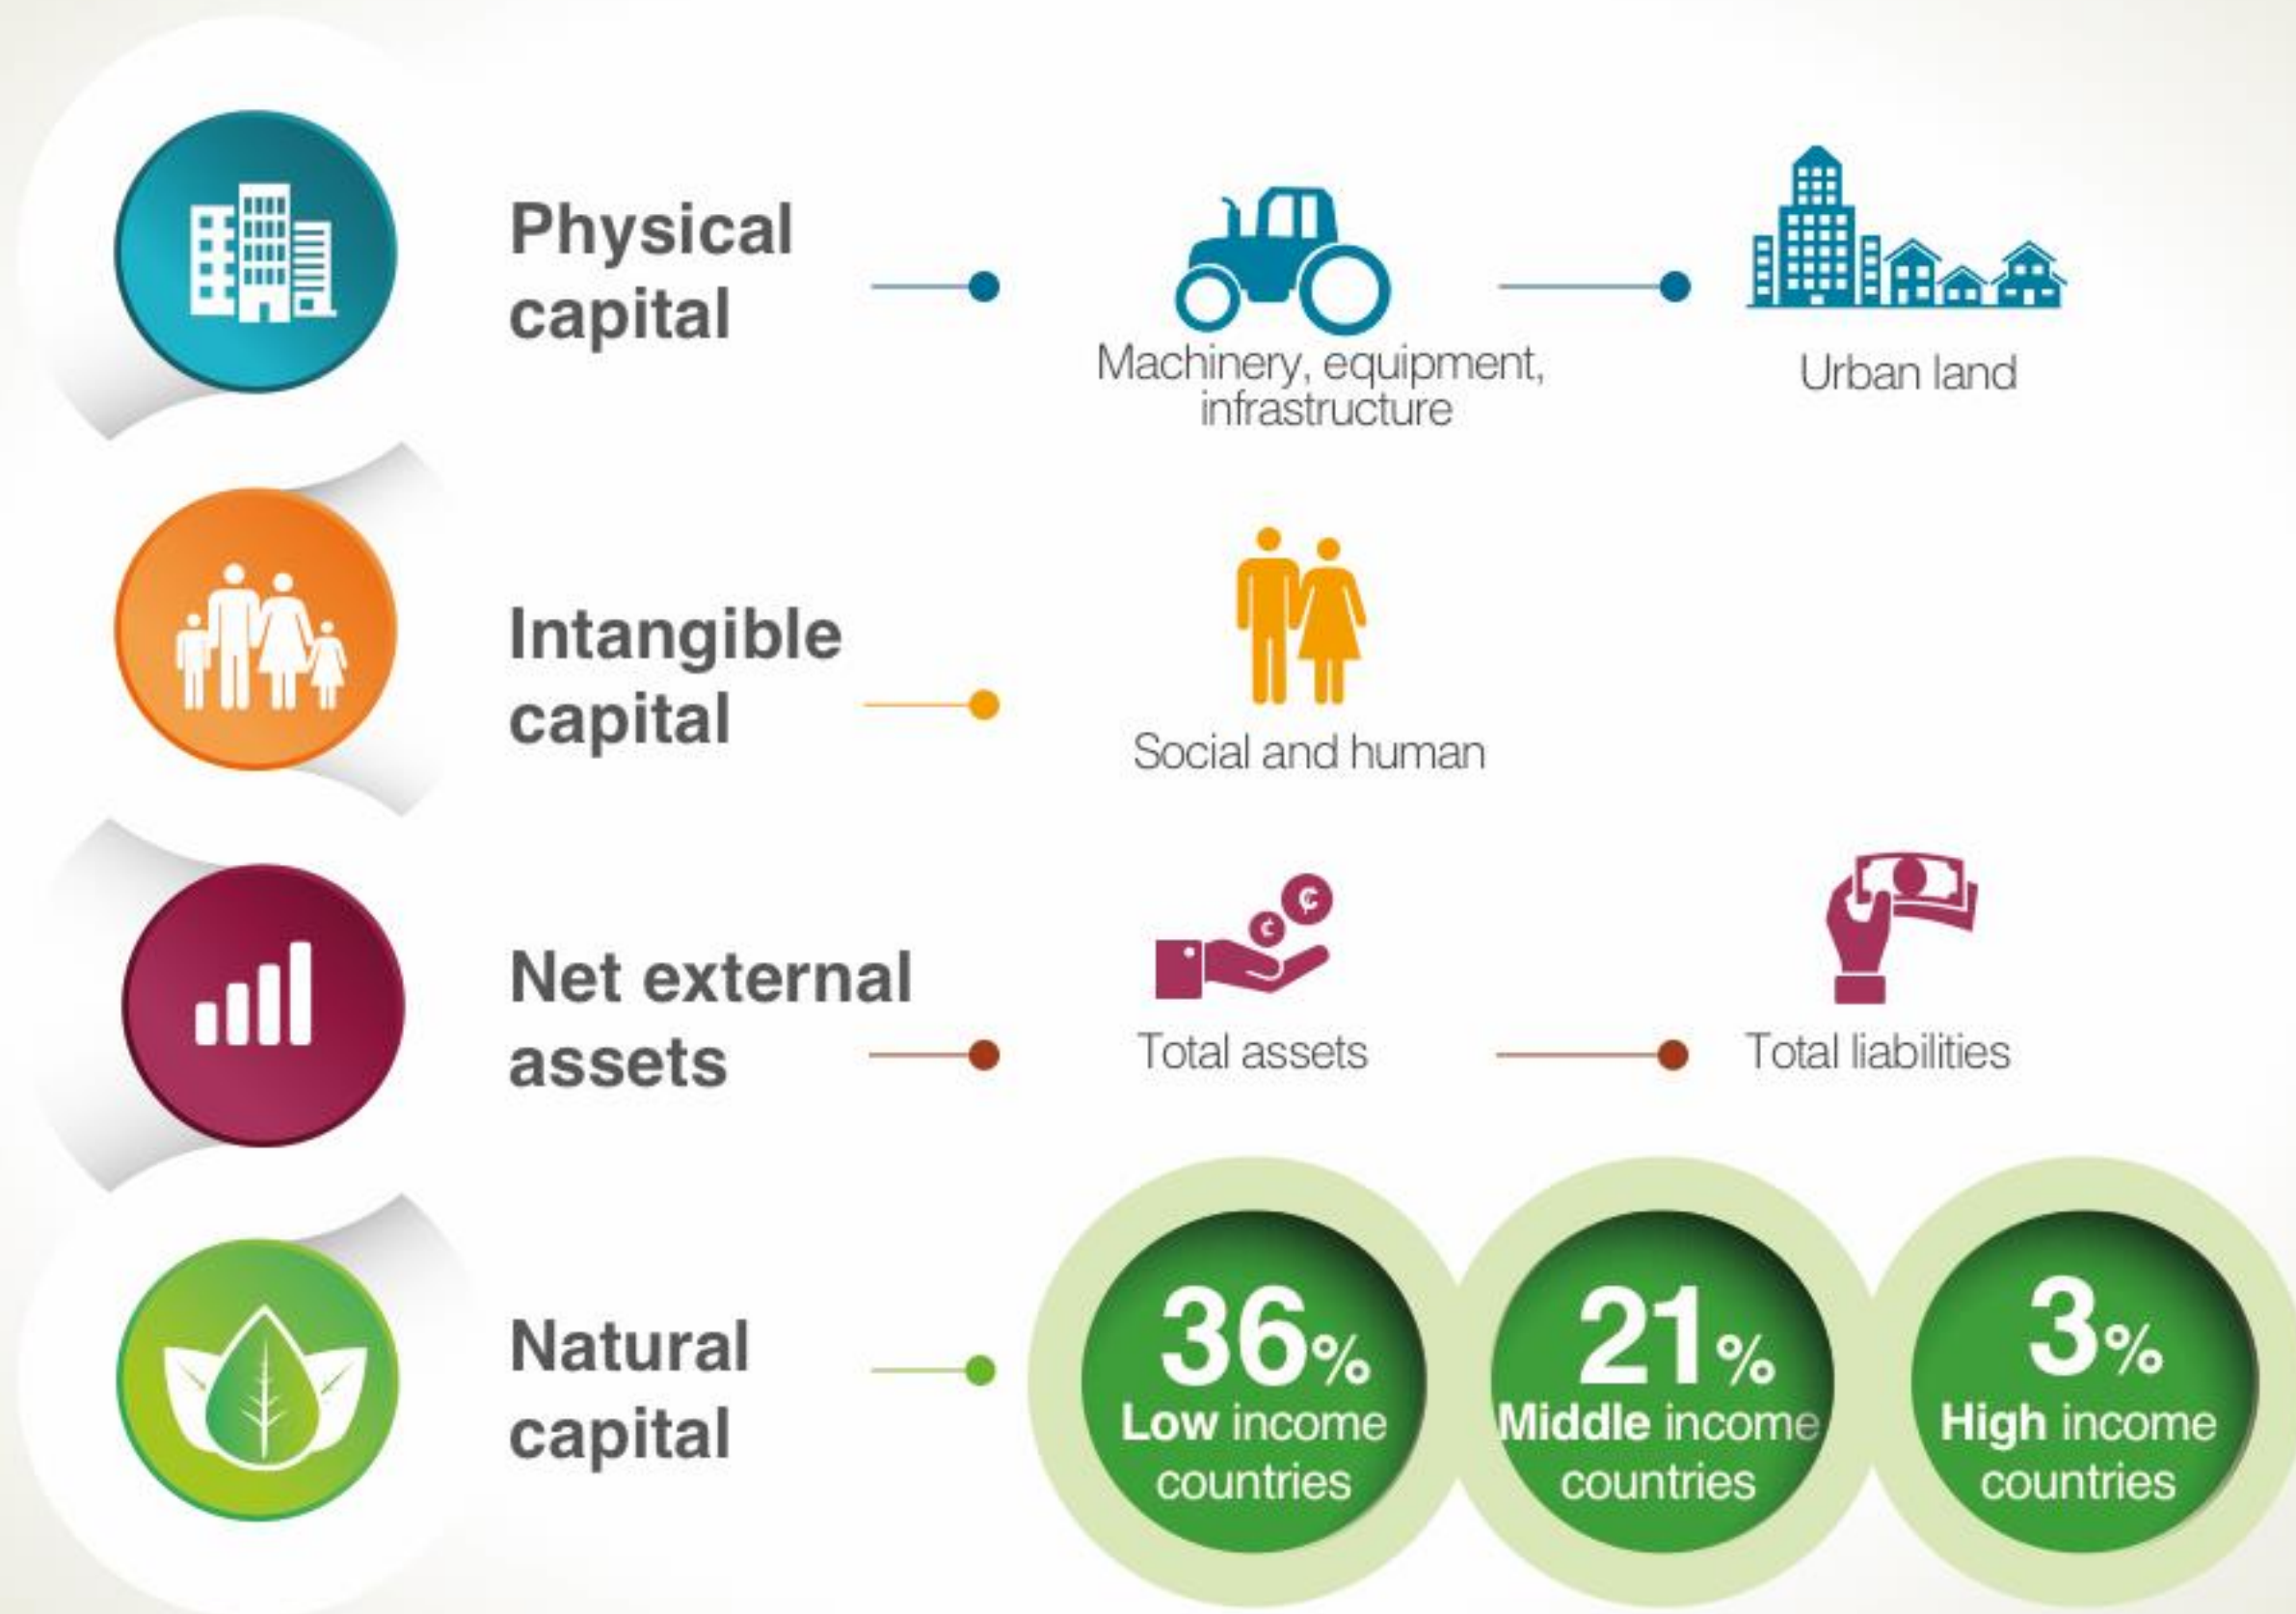 Physical
capital
Machinery, equipment,
infrastructure
Urban land
Intangible
capital
Social and human
Net external
assets
Total assets
Total liabilities
Natural
capital
36%
Low income
countries
21%
Middle income
countries
3%
High income
countries